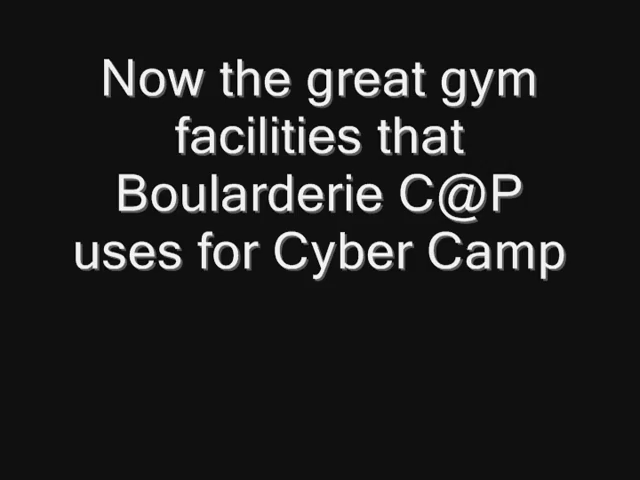 Now the great gym
facilities that
Boularderie C@P
uses for Cyber Camp